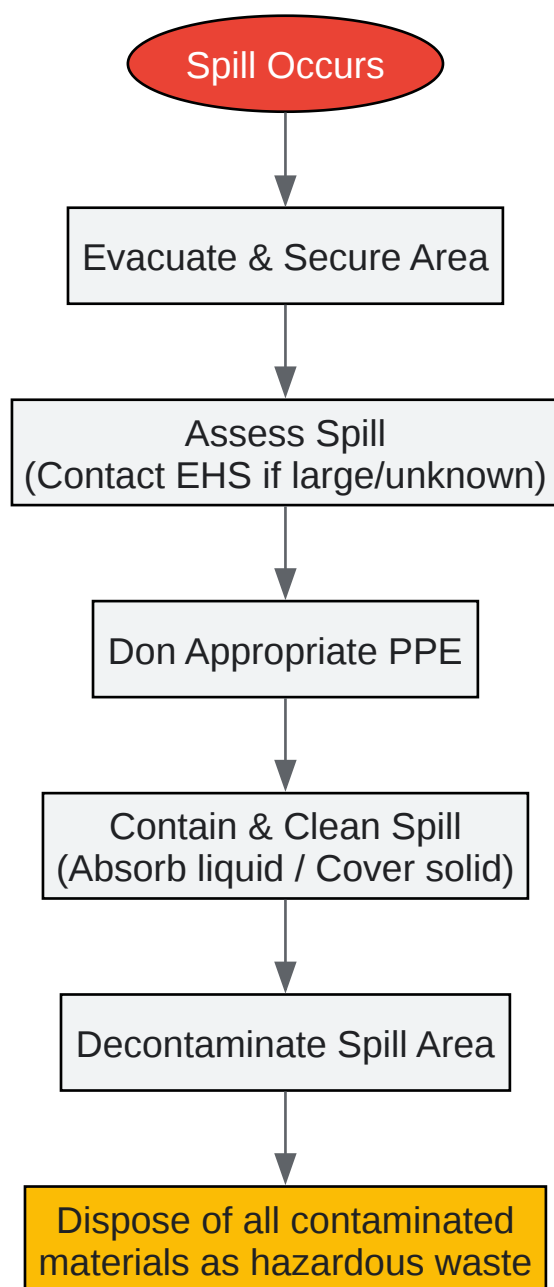 Spill Occurs
Evacuate & Secure Area
Assess Spill
(Contact EHS if large/unknown)
Don Appropriate PPE
Contain & Clean Spill
(Absorb liquid / Cover solid)
Decontaminate Spill Area
Dispose of all contaminated
materials as hazardous waste